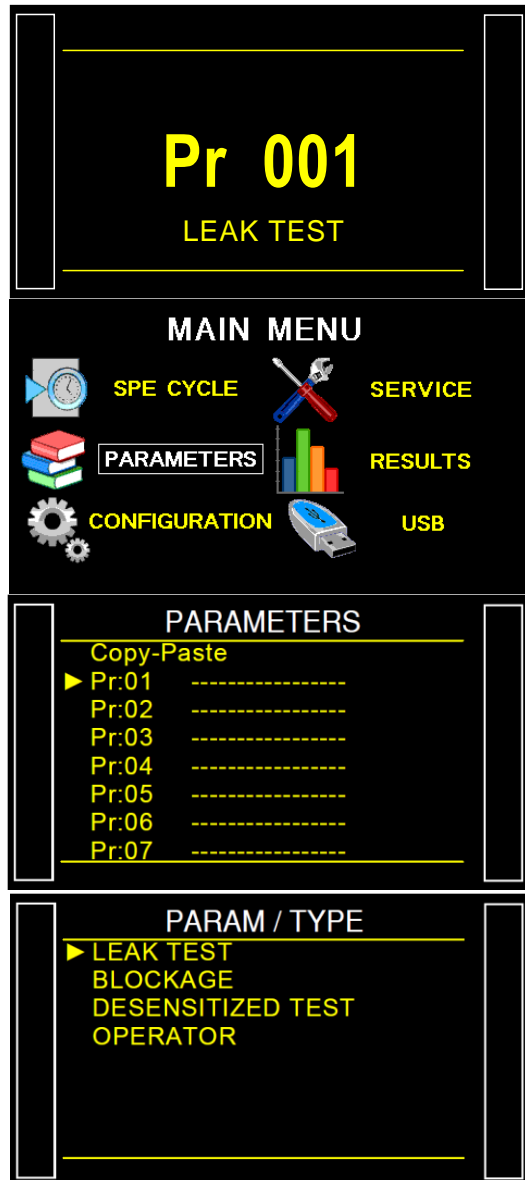 Pr 001
LEAK TEST
MAIN MENU
SPE CYCLE
SERVICE
PARAMETERS
RESULTS
CONFIGURATION
USB
PARAMETERS
Copy-Paste
► Pr:01 -----------------
Pr:02 -----------------
Pr:03 -----------------
Pr:04 -----------------
Pr:05 -----------------
Pr:06 -----------------
Pr:07 -----------------
PARAM / TYPE
► LEAK TEST
BLOCKAGE
DESENSITIZED TEST
OPERATOR